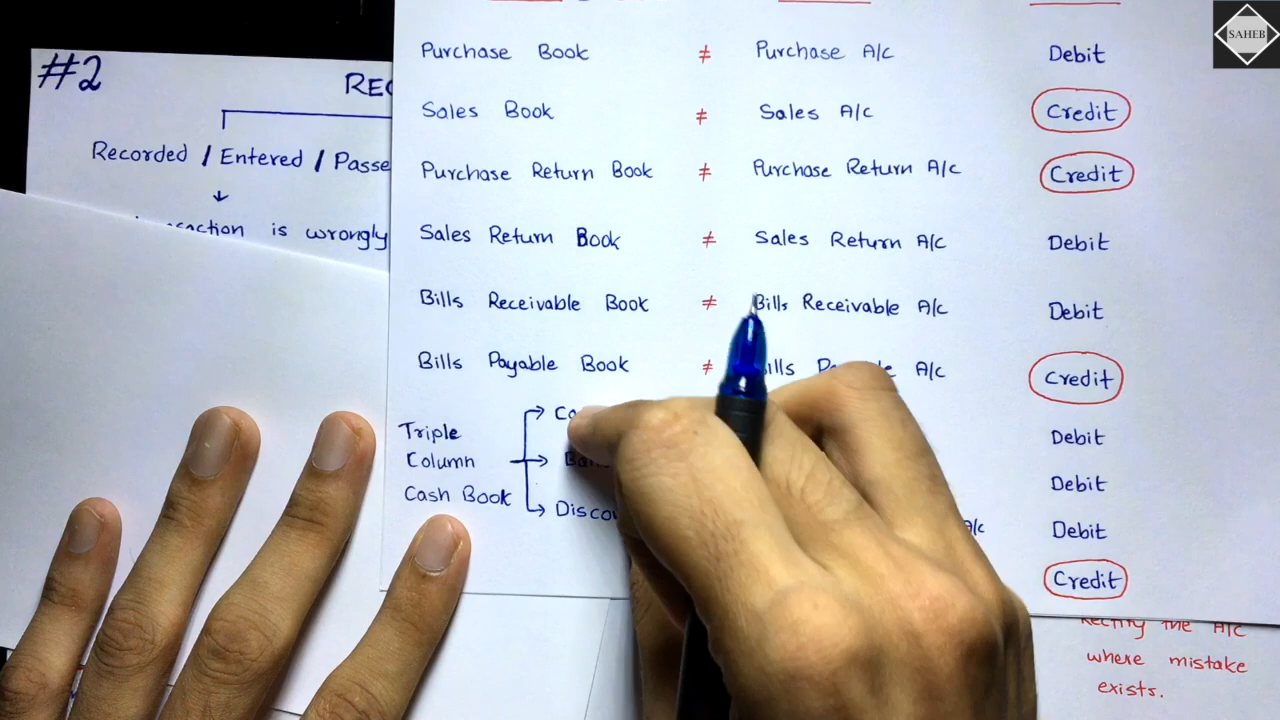 SAHEB
#2
REC
Recorded / Entered / Passe
is wrongly
Purchase Book ≠ Purchase A/c Debit
Sales Book ≠ Sales A/c Credit
Purchase Return Book ≠ Purchase Return A/c Credit
Sales Return Book ≠ Sales Return A/c Debit
Bills Receivable Book ≠ Bills Receivable A/c Debit
Bills Payable Book ≠ A/c Credit
Triple
Column
Cash Book
Debit
Debit
A/c Debit
Credit
Rectify the A/C
where mistake
exists.